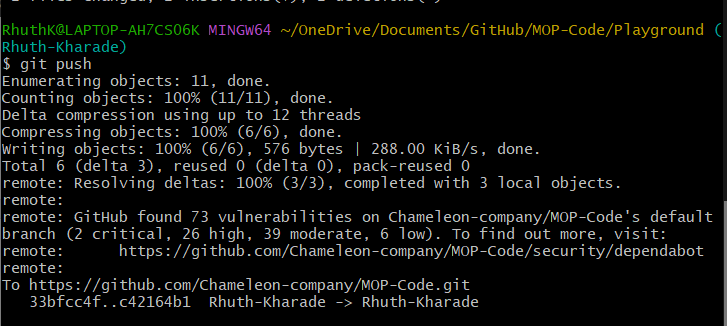 RhuthK@LAPTOP-AH7CSO6K MINGW64 ~/OneDrive/Documents/GitHub/MOP-Code/Playground (
Rhuth-Kharade)
$ git push
Enumerating objects: 11, done.
Counting objects: 100% (11/11), done.
Delta compression using up to 12 threads
Compressing objects: 100% (6/6), done.
Writing objects: 100% (6/6), 576 bytes | 288.00 KiB/s, done.
Total 6 (delta 3), reused 0 (delta 0), pack-reused 0
remote: Resolving deltas: 100% (3/3), completed with 3 local objects.
remote:
remote: GitHub found 73 vulnerabilities on Chameleon-company/MOP-Code's default
branch (2 critical, 26 high, 39 moderate, 6 low). To find out more, visit:
remote:      https://github.com/Chameleon-company/MOP-Code/security/dependabot
remote:
To https://github.com/Chameleon-company/MOP-Code.git
   33bfcc4f..c42164b1  Rhuth-Kharade -> Rhuth-Kharade